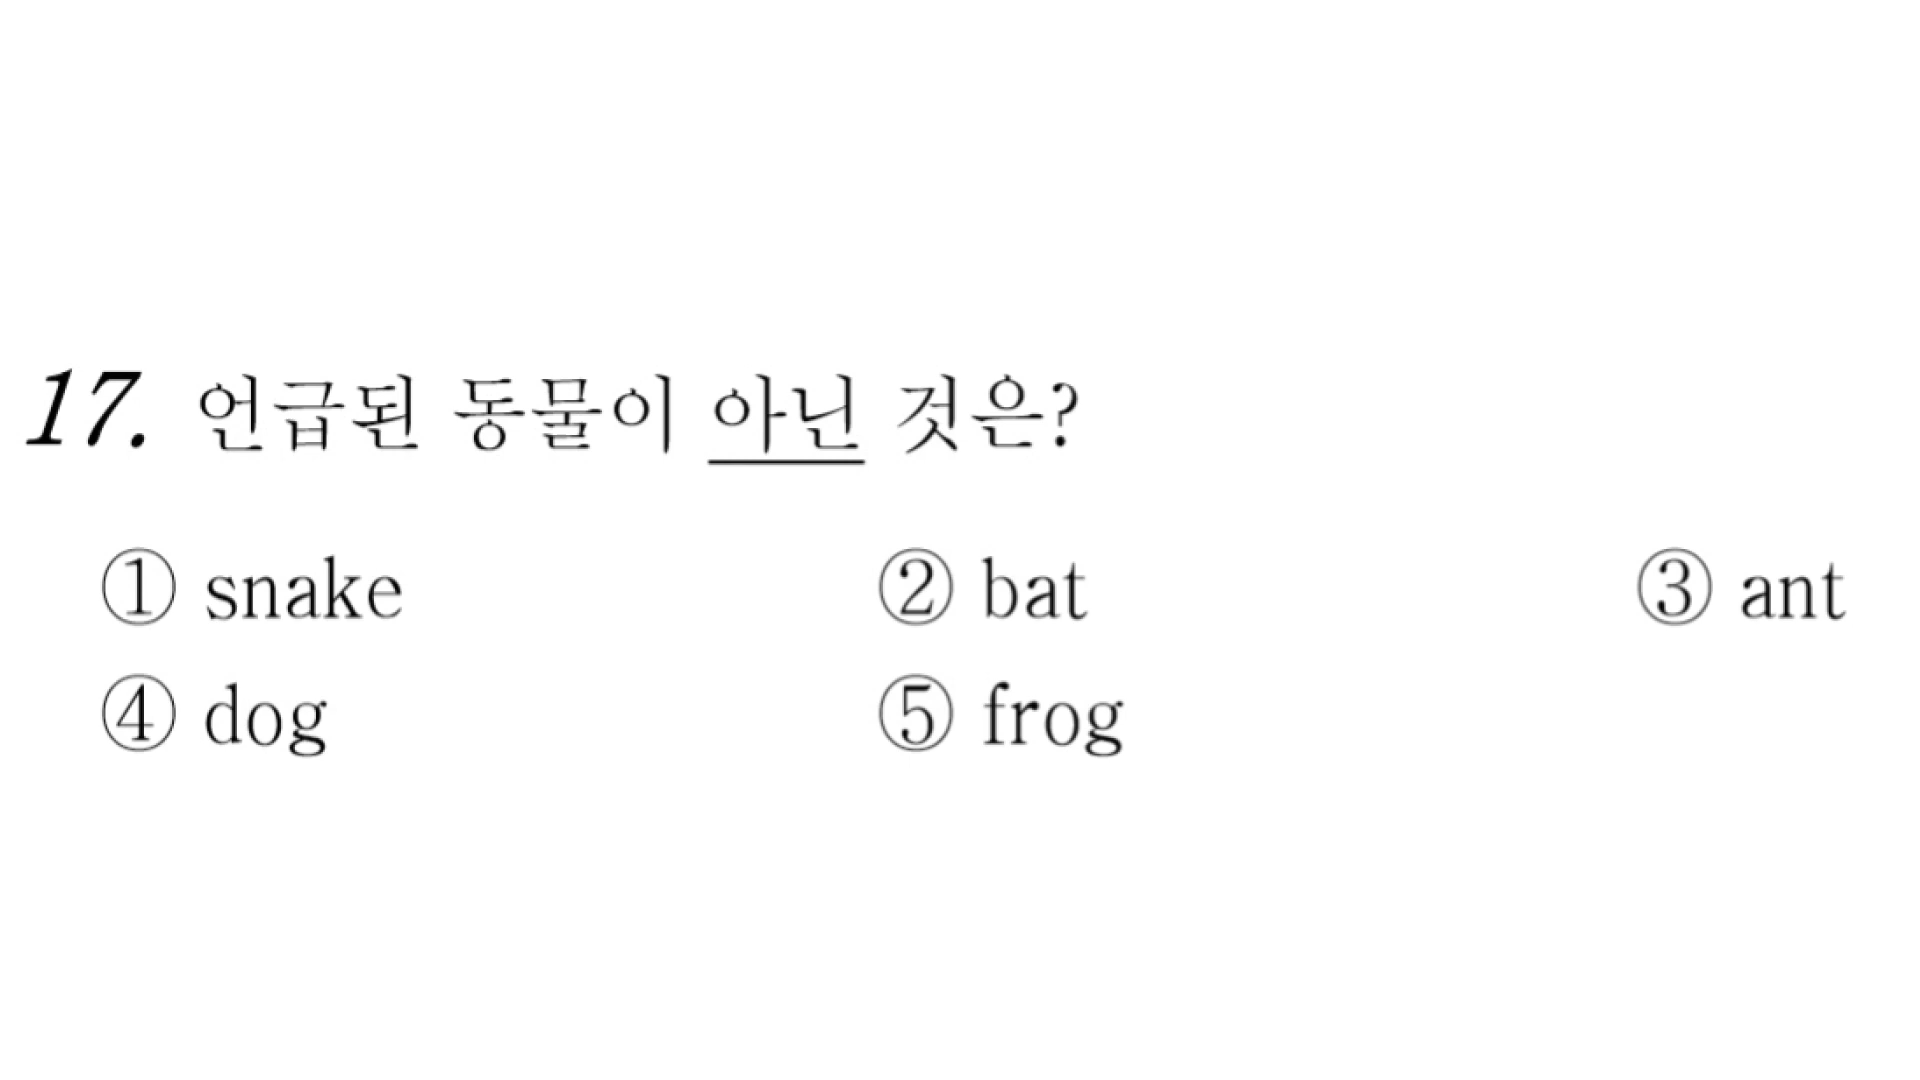 17. 언급된 동물이 아닌 것은?
① snake ② bat ③ ant
④ dog ⑤ frog